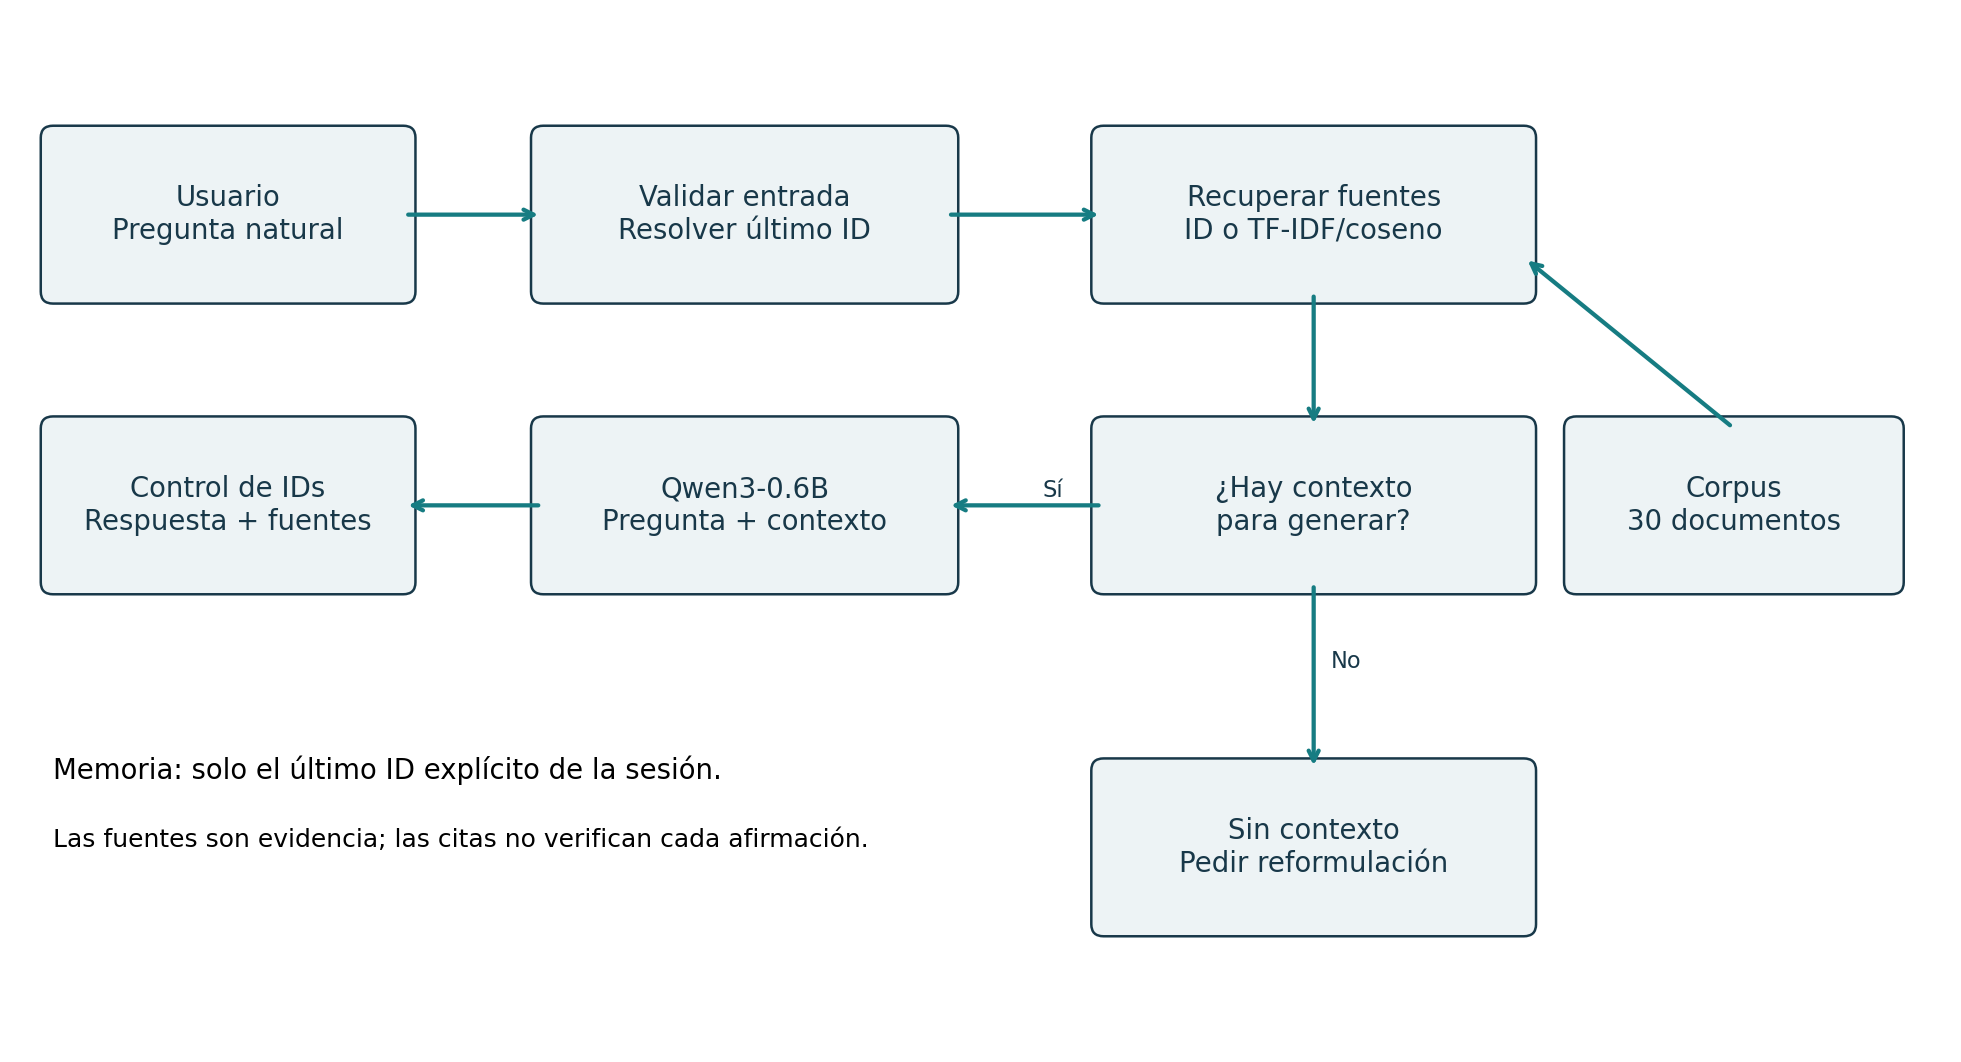 Usuario
Pregunta natural
Validar entrada
Resolver último ID
Recuperar fuentes
ID o TF-IDF/coseno
Control de IDs
Respuesta + fuentes
Qwen3-0.6B
Pregunta + contexto
Sí
¿Hay contexto
para generar?
Corpus
30 documentos
No
Memoria: solo el último ID explícito de la sesión.
Las fuentes son evidencia; las citas no verifican cada afirmación.
Sin contexto
Pedir reformulación